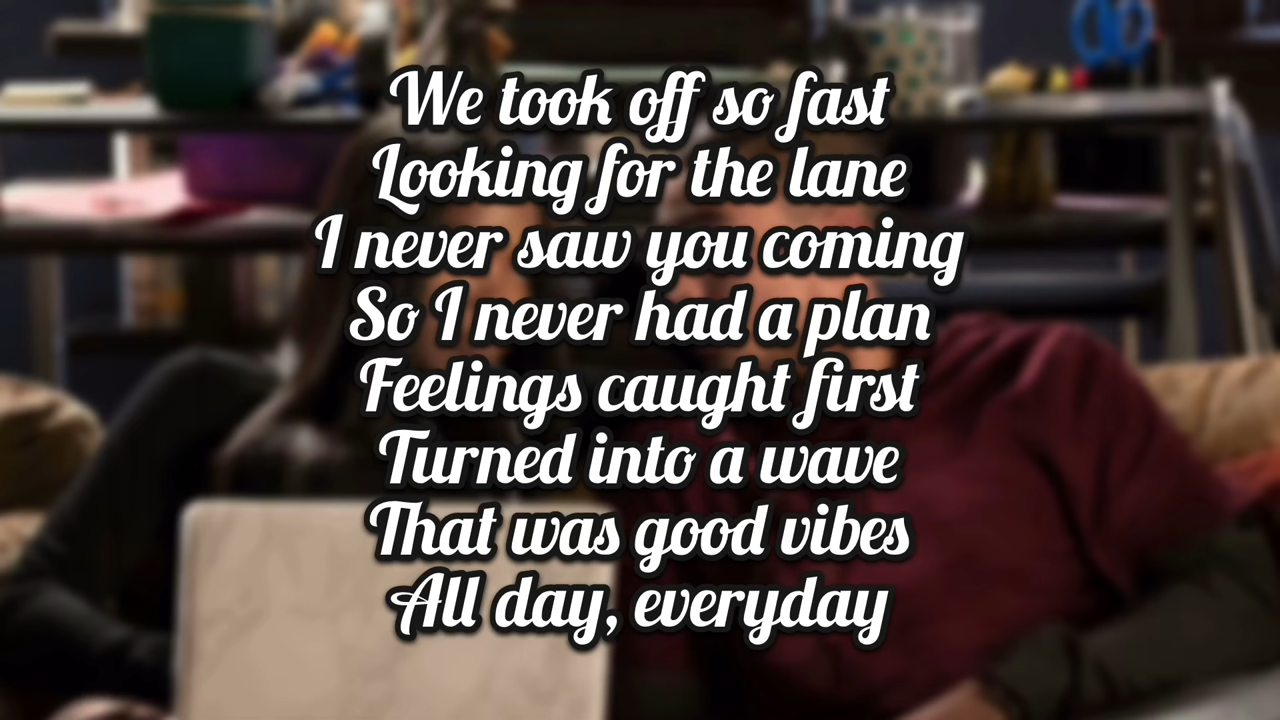 We took off so fast
Looking for the lane
I never saw you coming
So I never had a plan
Feelings caught first
Turned into a wave
That was good vibes
All day, everyday